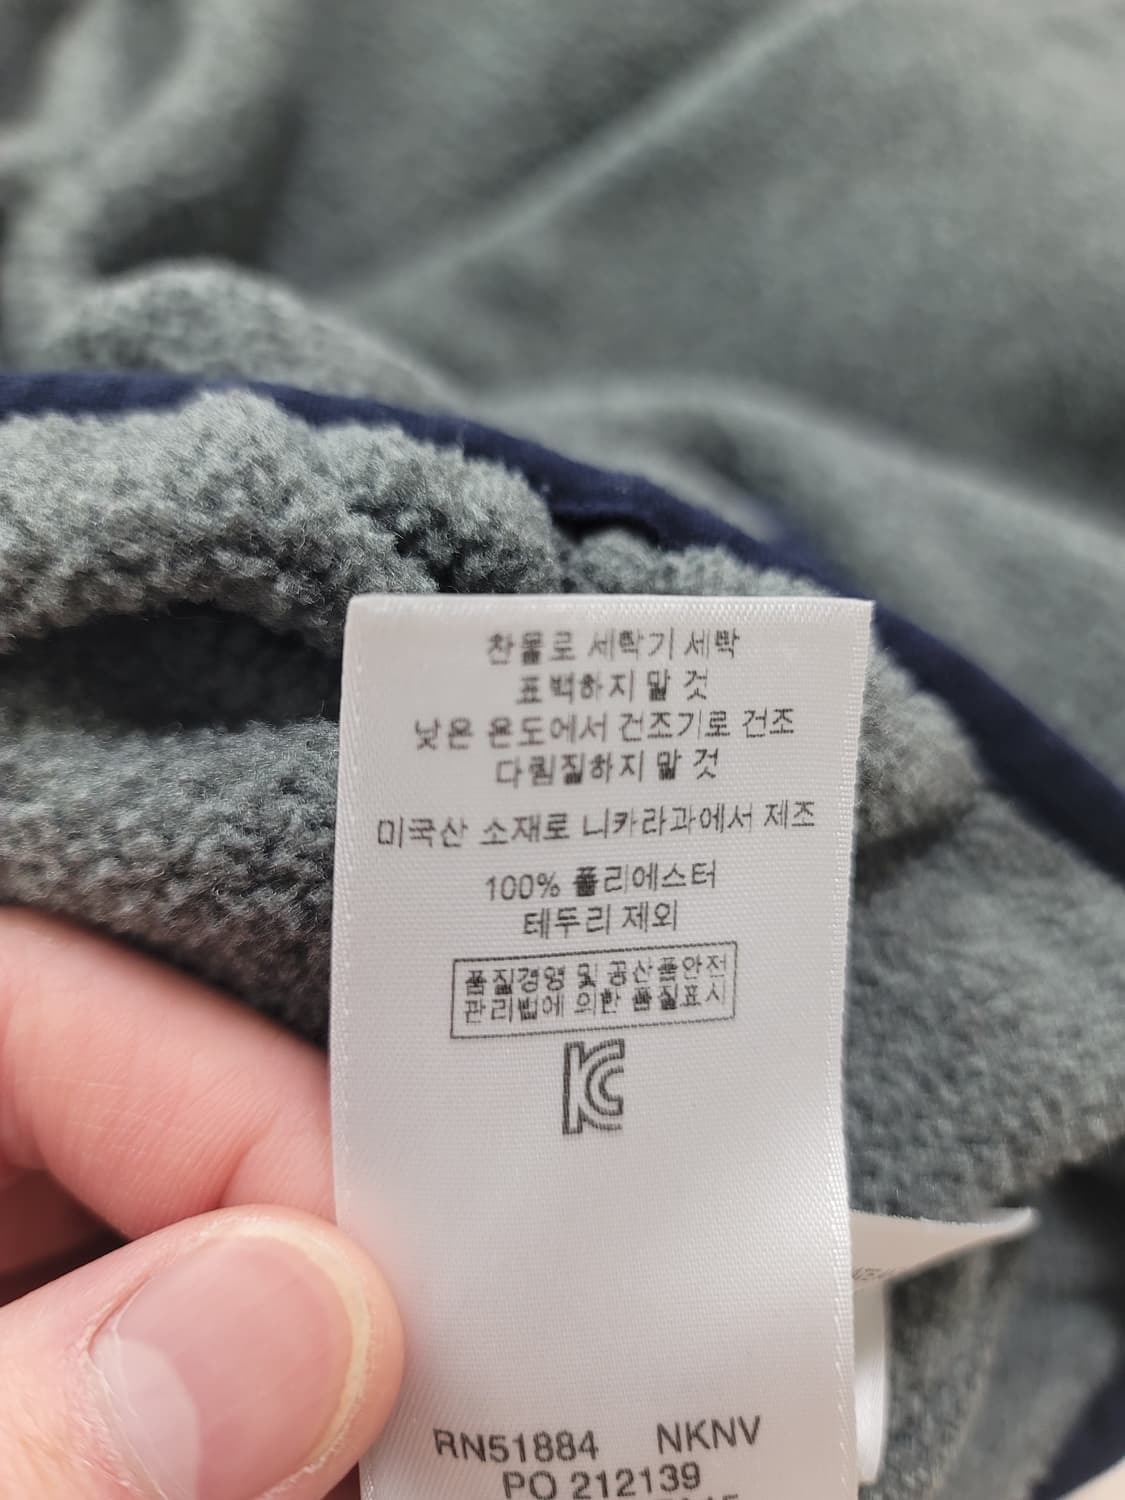 찬물로 세탁기 세탁
표백하지 말 것
낮은 온도에서 건조기로 건조
다림질하지 말 것
미국산 소재로 니카라과에서 제조
100% 폴리에스터
테두리 제외
품질경영 및 공산품안전
관리법에 의한 품질표시
KC
RN51884 NKNV
PO 212139